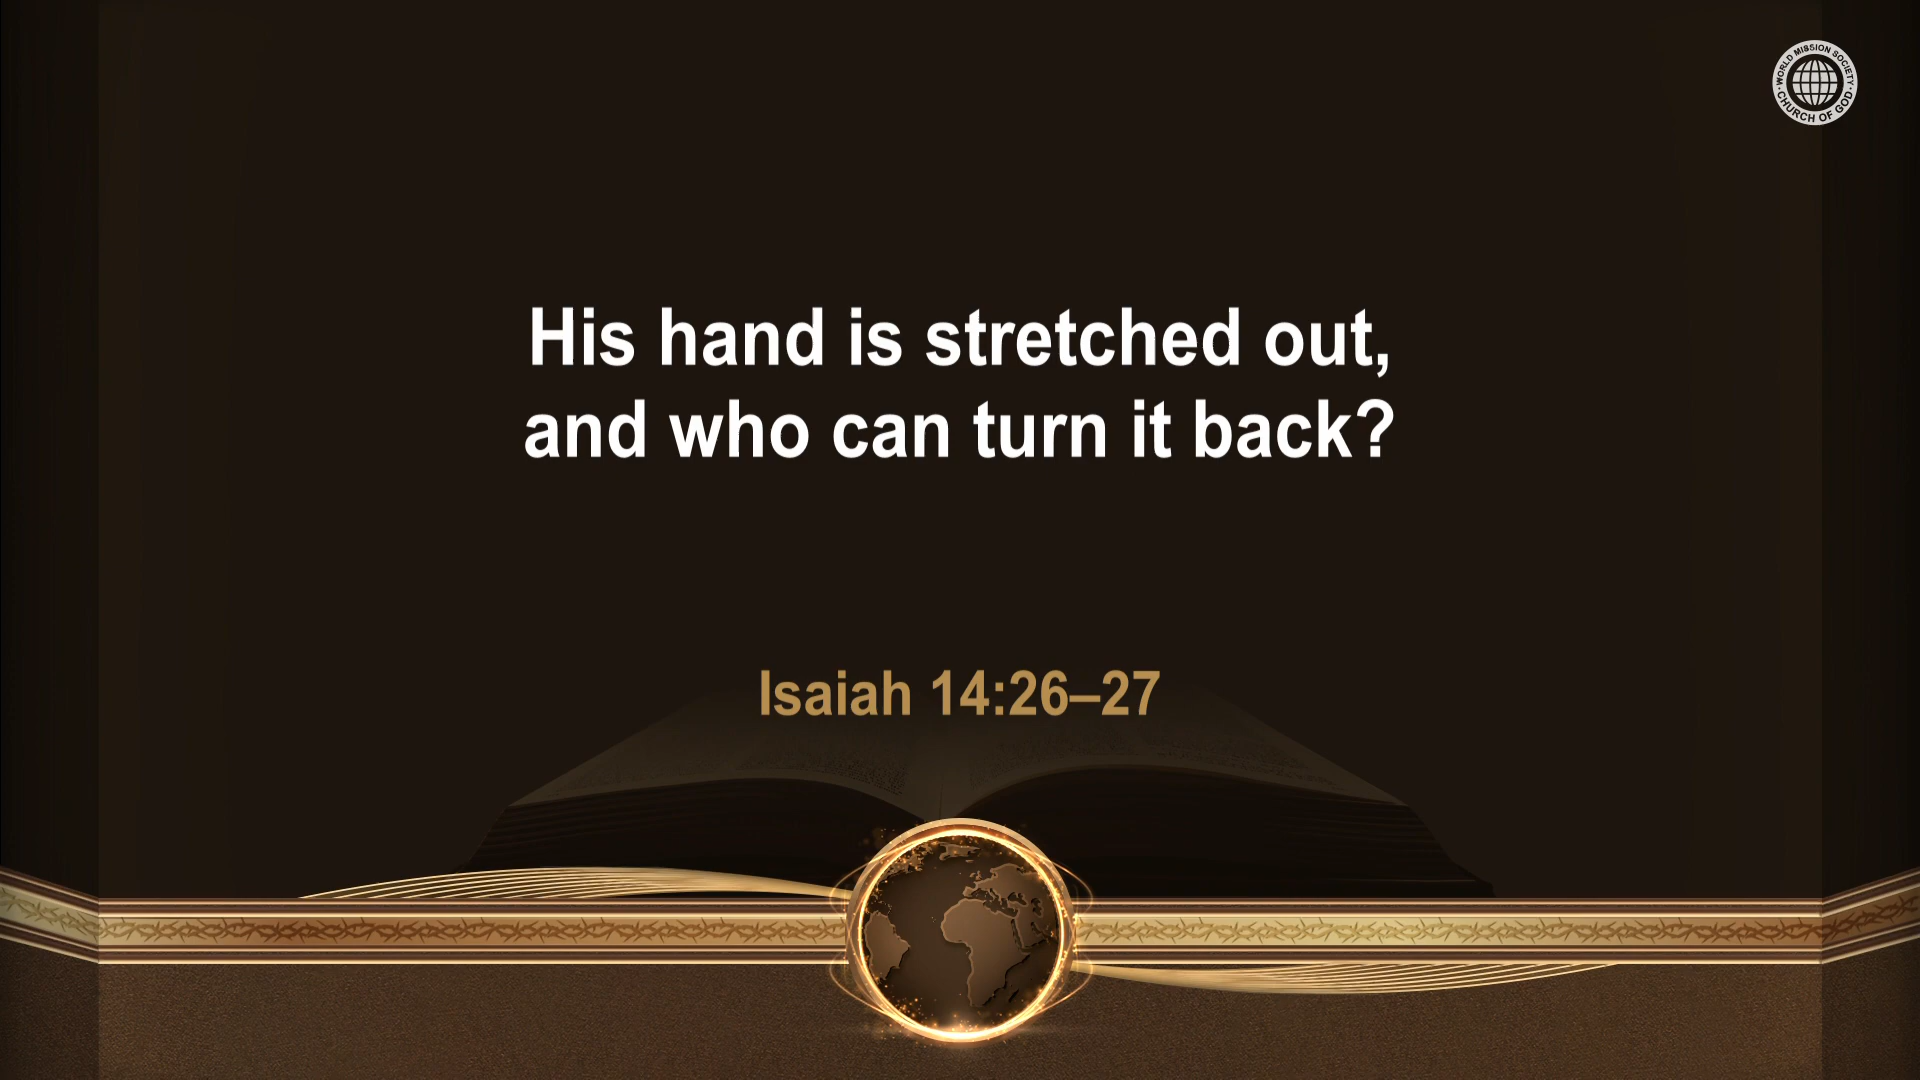 WORLD MISSION SOCIETY
CHURCH OF GOD
His hand is stretched out,
and who can turn it back?
Isaiah 14:26–27